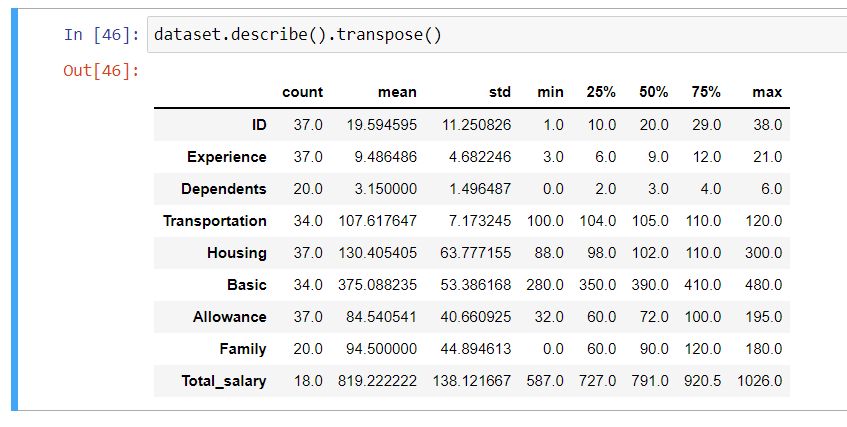 In [46]: dataset.describe().transpose()
Out[46]:
count mean std min 25% 50% 75% max
ID 37.0 19.594595 11.250826 1.0 10.0 20.0 29.0 38.0
Experience 37.0 9.486486 4.682246 3.0 6.0 9.0 12.0 21.0
Dependents 20.0 3.150000 1.496487 0.0 2.0 3.0 4.0 6.0
Transportation 34.0 107.617647 7.173245 100.0 104.0 105.0 110.0 120.0
Housing 37.0 130.405405 63.777155 88.0 98.0 102.0 110.0 300.0
Basic 34.0 375.088235 53.386168 280.0 350.0 390.0 410.0 480.0
Allowance 37.0 84.540541 40.660925 32.0 60.0 72.0 100.0 195.0
Family 20.0 94.500000 44.894613 0.0 60.0 90.0 120.0 180.0
Total_salary 18.0 819.222222 138.121667 587.0 727.0 791.0 920.5 1026.0